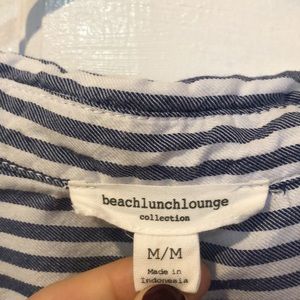 beachlunchlounge
collection
M/M
Made in
Indonesia